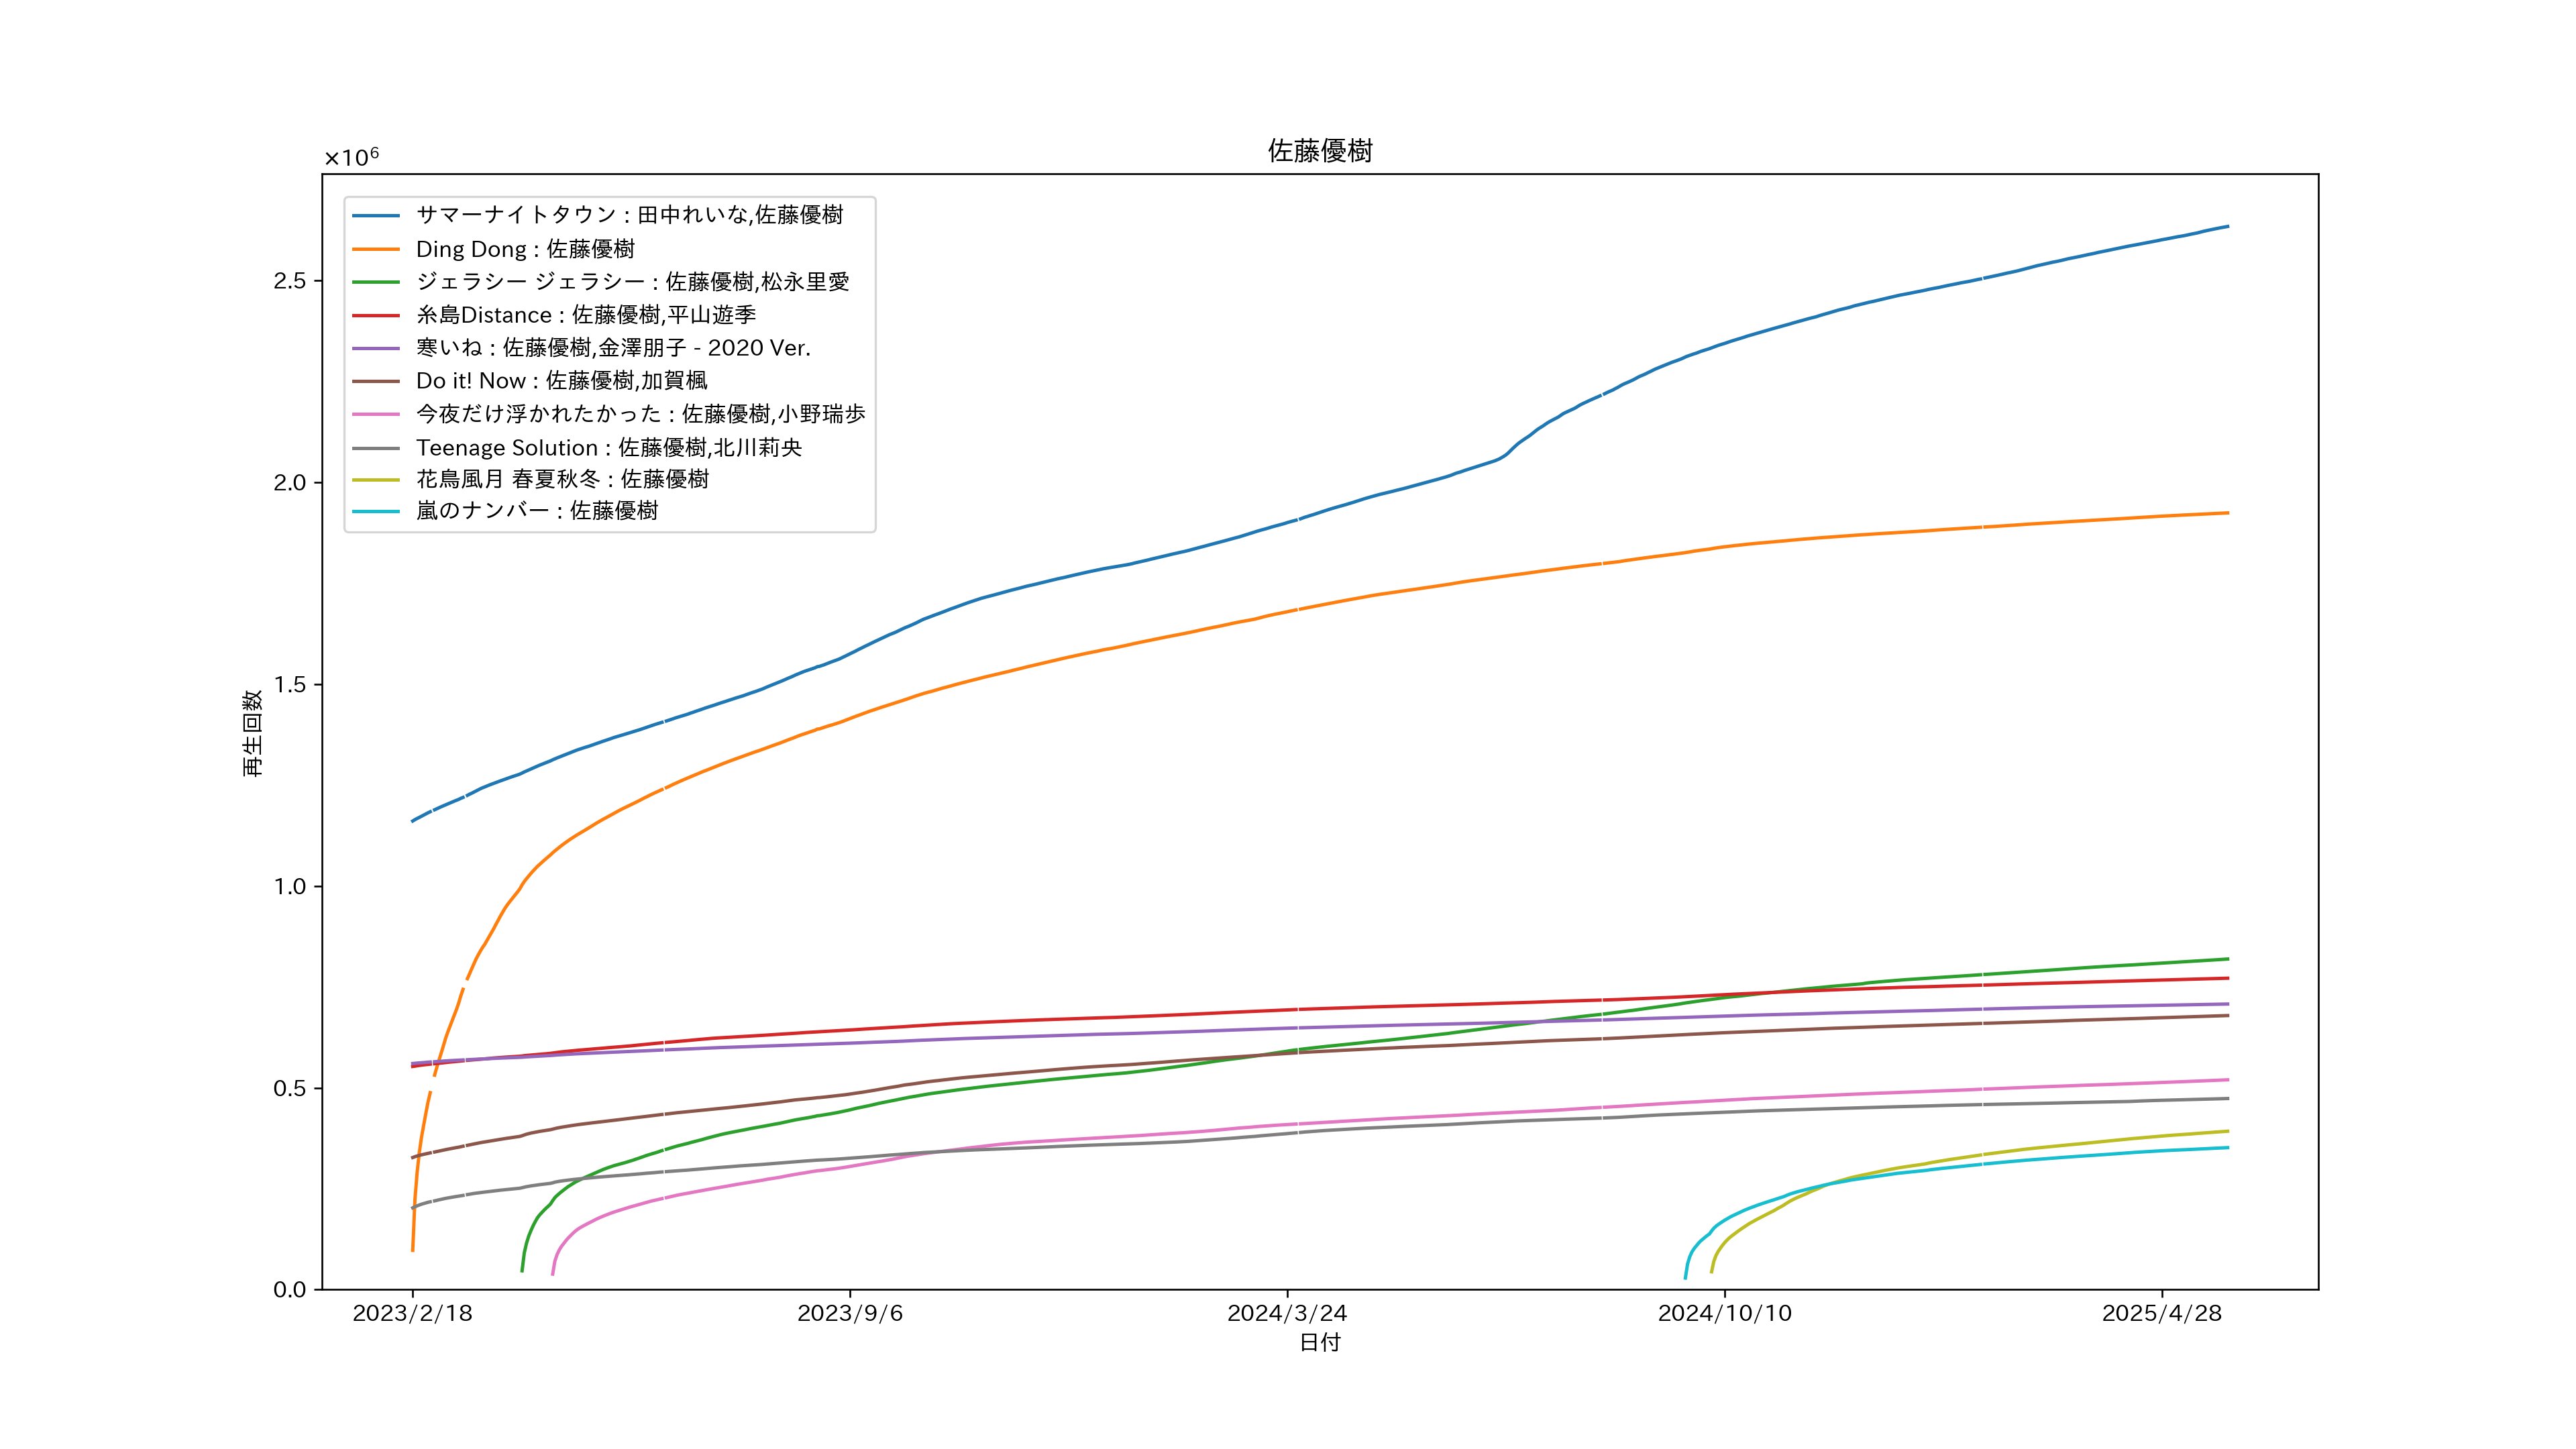 佐藤優樹
×10⁶
サマーナイトタウン : 田中れいな,佐藤優樹
Ding Dong : 佐藤優樹
ジェラシー ジェラシー : 佐藤優樹,松永里愛
糸島Distance : 佐藤優樹,平山遊季
寒いね : 佐藤優樹,金澤朋子 - 2020 Ver.
Do it! Now : 佐藤優樹,加賀楓
今夜だけ浮かれたかった : 佐藤優樹,小野瑞歩
Teenage Solution : 佐藤優樹,北川莉央
花鳥風月 春夏秋冬 : 佐藤優樹
嵐のナンバー : 佐藤優樹
2.5
2.0
1.5
1.0
0.5
0.0
再生回数
2023/2/18
2023/9/6
2024/3/24
2024/10/10
2025/4/28
日付